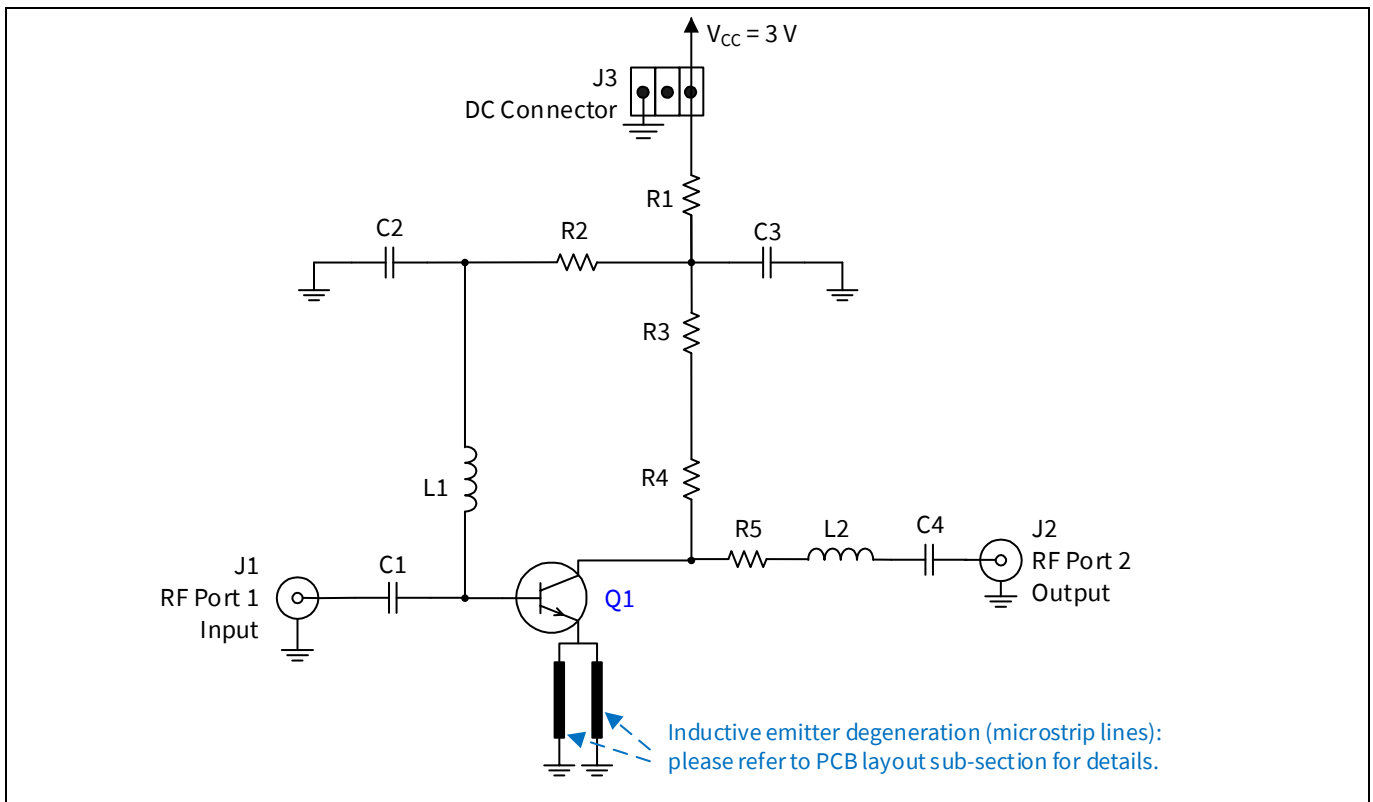 V_CC = 3 V
J3
DC Connector
R1
C2
R2
C3
R3
L1
R4
R5
L2
C4
J2
RF Port 2
Output
J1
RF Port 1
Input
C1
Q1
Inductive emitter degeneration (microstrip lines):
please refer to PCB layout sub-section for details.